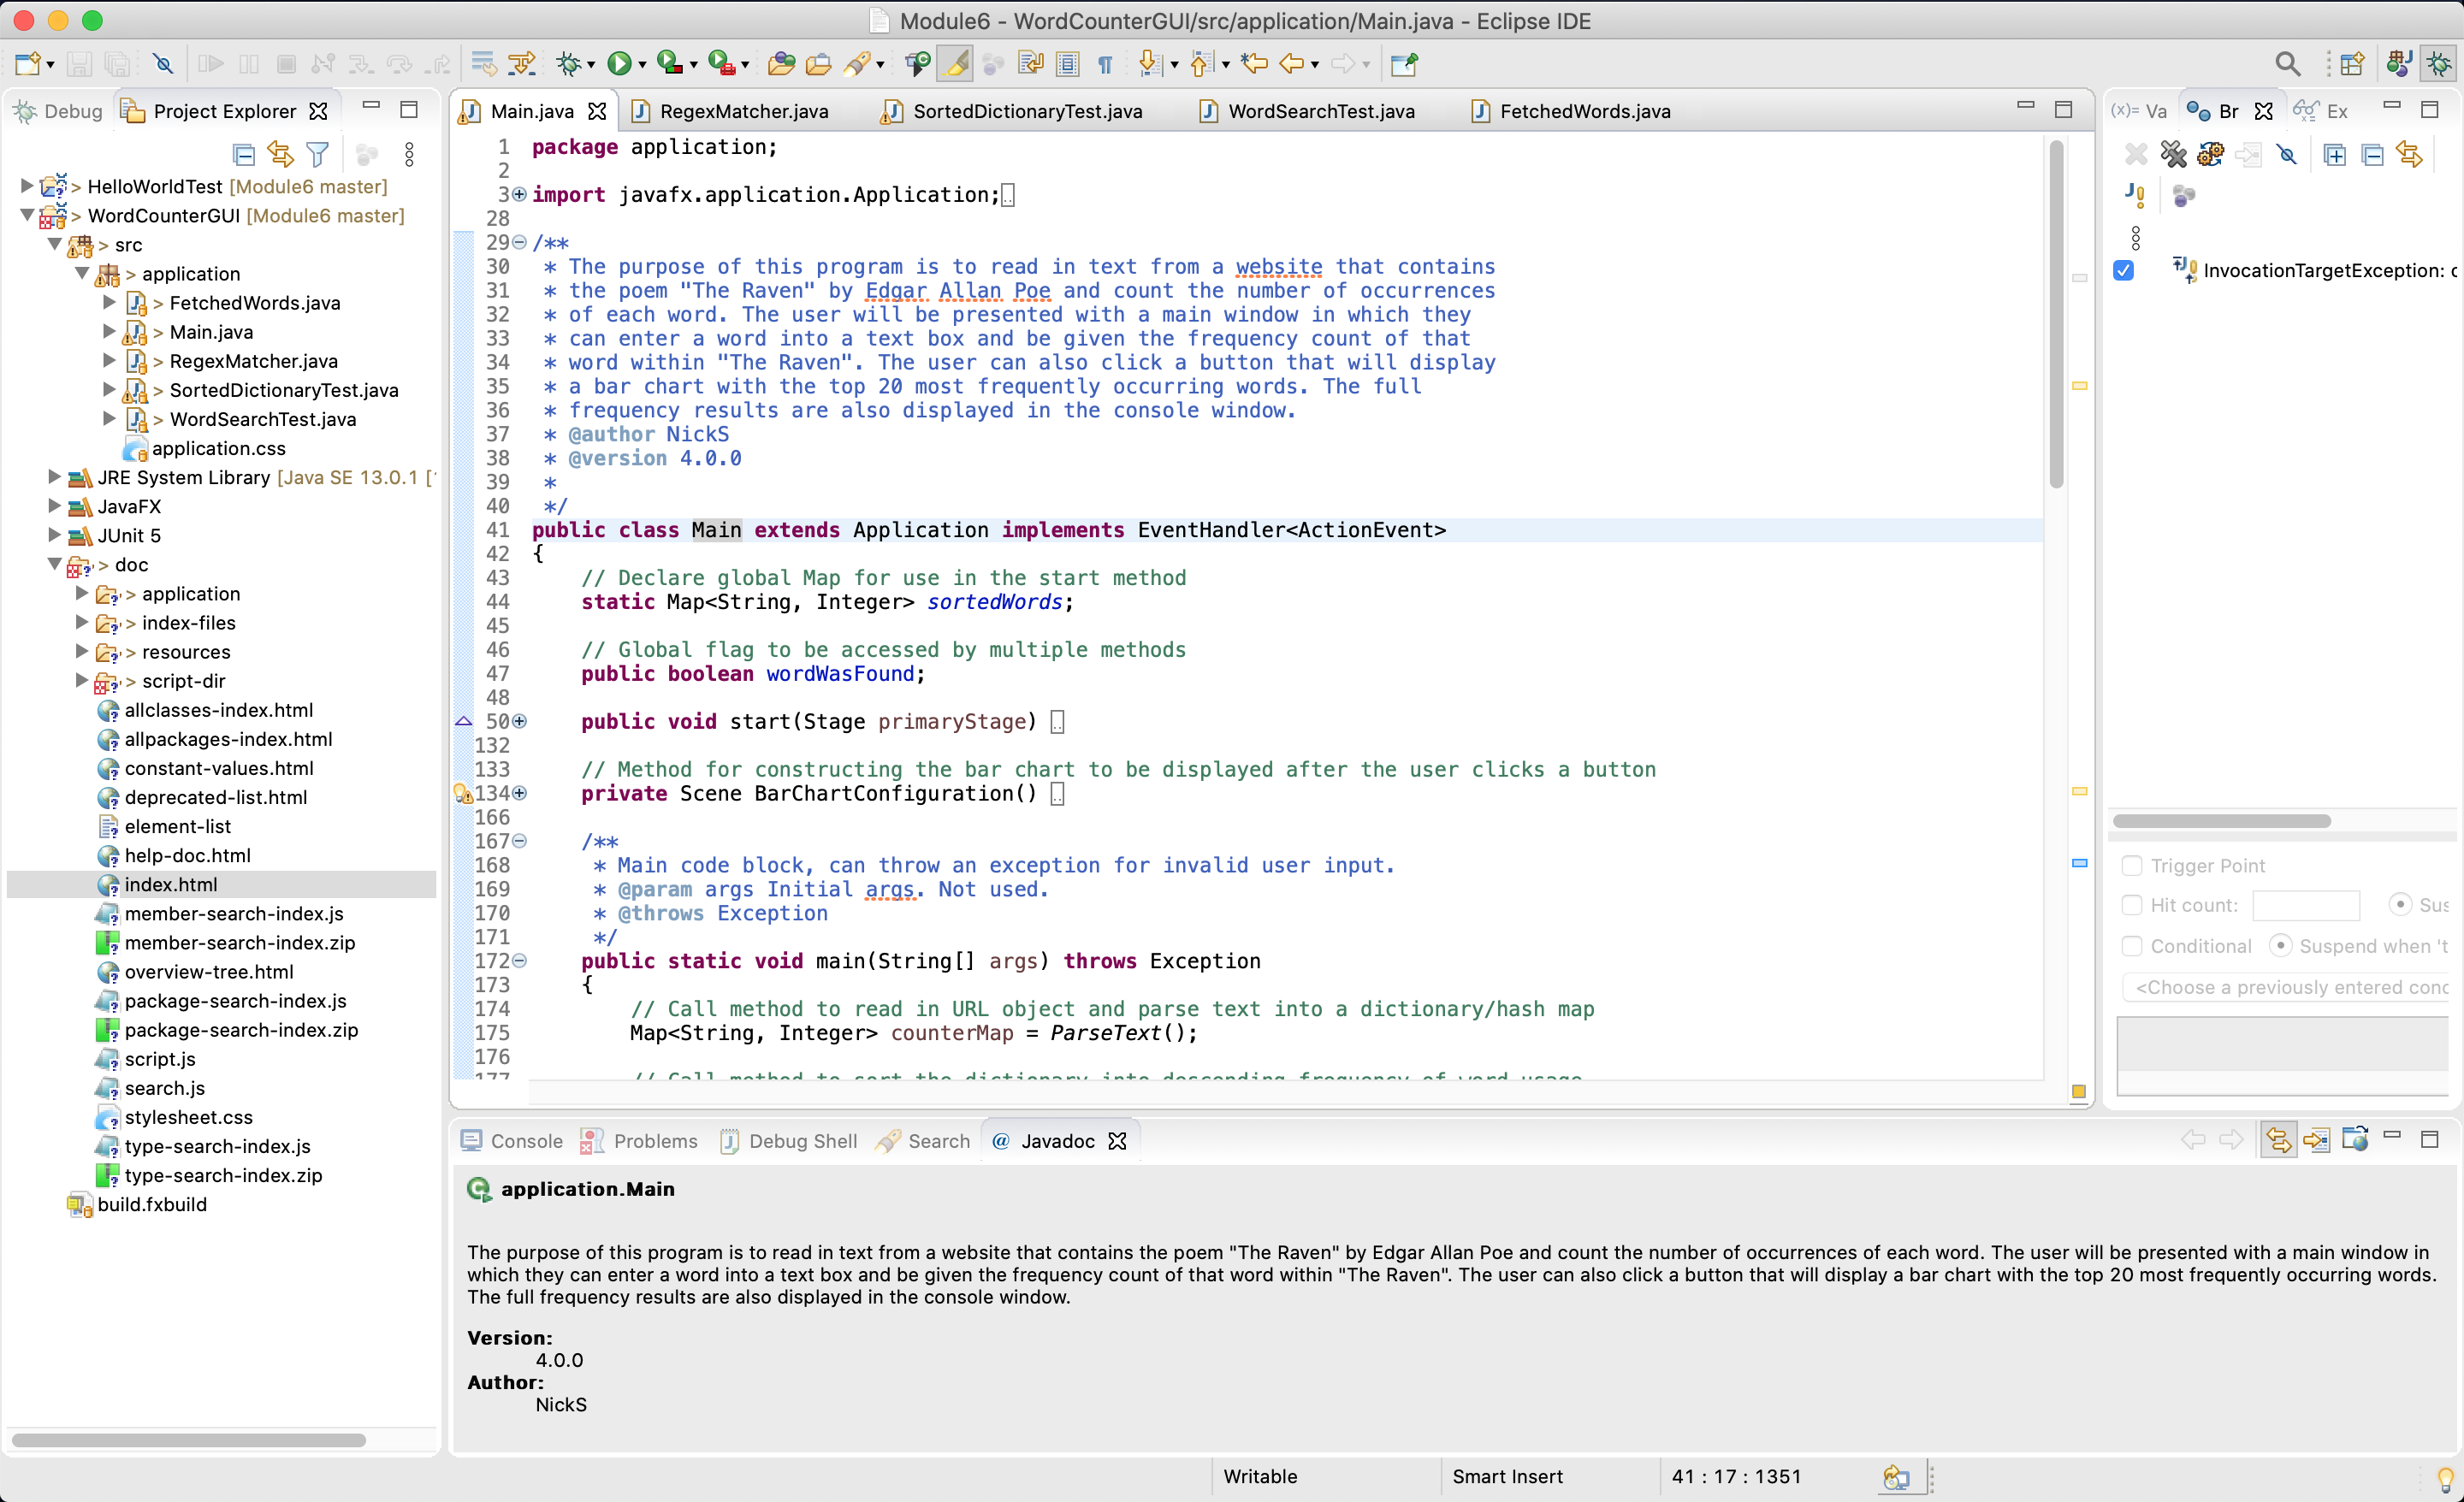 Module6 - WordCounterGUI/src/application/Main.java - Eclipse IDE
Debug
Project Explorer
> HelloWorldTest [Module6 master]
> WordCounterGUI [Module6 master]
> src
> application
> FetchedWords.java
> Main.java
> RegexMatcher.java
> SortedDictionaryTest.java
> WordSearchTest.java
application.css
JRE System Library [Java SE 13.0.1 [
JavaFX
JUnit 5
> doc
> application
> index-files
> resources
> script-dir
allclasses-index.html
allpackages-index.html
constant-values.html
deprecated-list.html
element-list
help-doc.html
index.html
member-search-index.js
member-search-index.zip
overview-tree.html
package-search-index.js
package-search-index.zip
script.js
search.js
stylesheet.css
type-search-index.js
type-search-index.zip
build.fxbuild
Main.java
RegexMatcher.java
SortedDictionaryTest.java
WordSearchTest.java
FetchedWords.java
1 package application;
2
3 import javafx.application.Application;
28
29 /**
30 * The purpose of this program is to read in text from a website that contains
31 * the poem "The Raven" by Edgar Allan Poe and count the number of occurrences
32 * of each word. The user will be presented with a main window in which they
33 * can enter a word into a text box and be given the frequency count of that
34 * word within "The Raven". The user can also click a button that will display
35 * a bar chart with the top 20 most frequently occurring words. The full
36 * frequency results are also displayed in the console window.
37 * @author NickS
38 * @version 4.0.0
39 *
40 */
41 public class Main extends Application implements EventHandler<ActionEvent>
42 {
43 // Declare global Map for use in the start method
44 static Map<String, Integer> sortedWords;
45
46 // Global flag to be accessed by multiple methods
47 public boolean wordWasFound;
48
50 public void start(Stage primaryStage)
132
133 // Method for constructing the bar chart to be displayed after the user clicks a button
134 private Scene BarChartConfiguration()
166
167 /**
168 * Main code block, can throw an exception for invalid user input.
169 * @param args Initial args. Not used.
170 * @throws Exception
171 */
172 public static void main(String[] args) throws Exception
173 {
174 // Call method to read in URL object and parse text into a dictionary/hash map
175 Map<String, Integer> counterMap = ParseText();
176
177 // Call method to sort the dictionary into descending frequency of word usage
(x)= Va
Br
Ex
InvocationTargetException: c
Trigger Point
Hit count:
Sus
Conditional
Suspend when 't
<Choose a previously entered conc
Console
Problems
Debug Shell
Search
@ Javadoc
application.Main
The purpose of this program is to read in text from a website that contains the poem "The Raven" by Edgar Allan Poe and count the number of occurrences of each word. The user will be presented with a main window in
which they can enter a word into a text box and be given the frequency count of that word within "The Raven". The user can also click a button that will display a bar chart with the top 20 most frequently occurring words.
The full frequency results are also displayed in the console window.
Version:
4.0.0
Author:
NickS
Writable
Smart Insert
41 : 17 : 1351